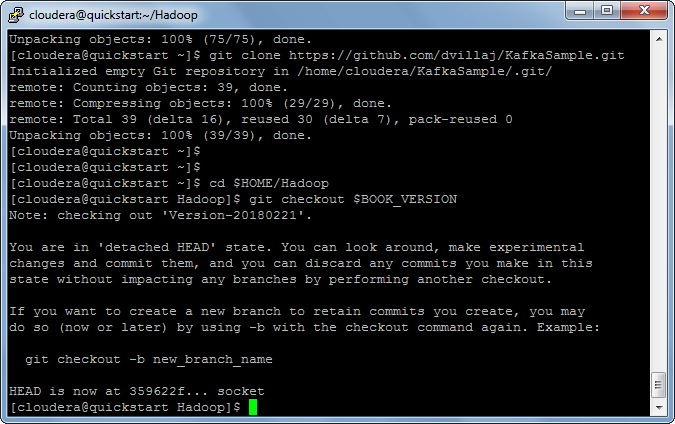 cloudera@quickstart:~/Hadoop
Unpacking objects: 100% (75/75), done.
[cloudera@quickstart ~]$ git clone https://github.com/dvillaj/KafkaSample.git
Initialized empty Git repository in /home/cloudera/KafkaSample/.git/
remote: Counting objects: 39, done.
remote: Compressing objects: 100% (29/29), done.
remote: Total 39 (delta 16), reused 30 (delta 7), pack-reused 0
Unpacking objects: 100% (39/39), done.
[cloudera@quickstart ~]$
[cloudera@quickstart ~]$
[cloudera@quickstart ~]$ cd $HOME/Hadoop
[cloudera@quickstart Hadoop]$ git checkout $BOOK_VERSION
Note: checking out 'Version-20180221'.
You are in 'detached HEAD' state. You can look around, make experimental
changes and commit them, and you can discard any commits you make in this
state without impacting any branches by performing another checkout.
If you want to create a new branch to retain commits you create, you may
do so (now or later) by using -b with the checkout command again. Example:
git checkout -b new_branch_name
HEAD is now at 359622f... socket
[cloudera@quickstart Hadoop]$